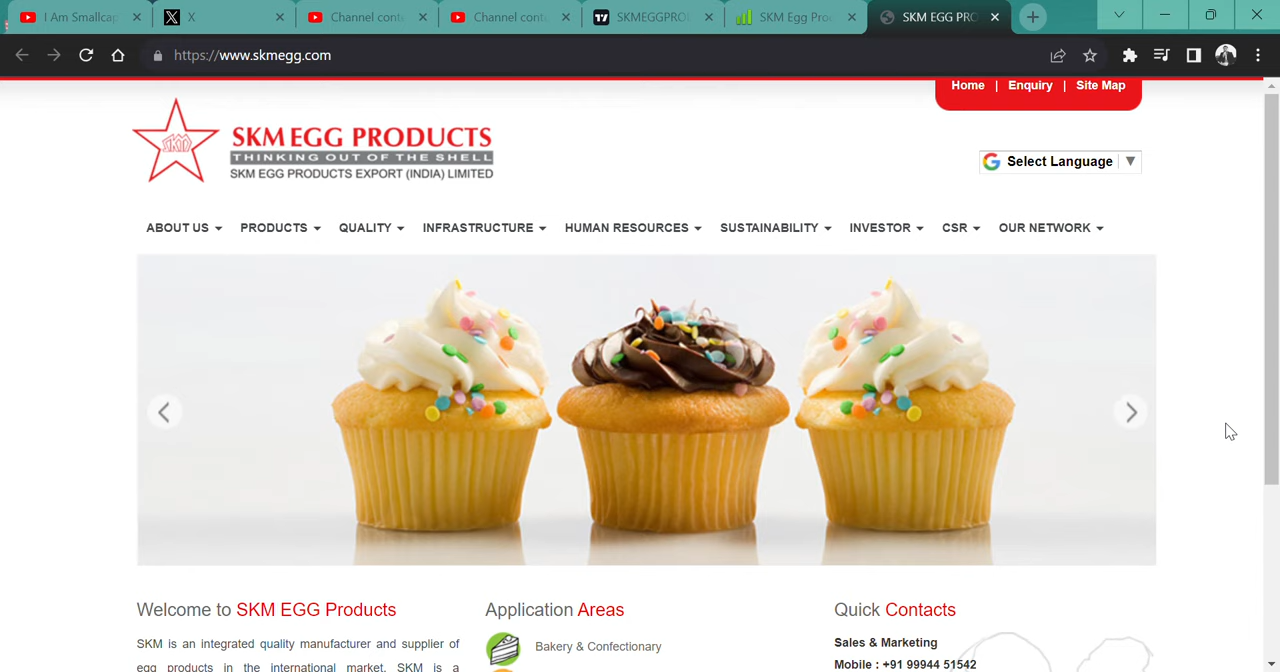 I Am Smallcap
X
Channel conte
Channel conte
SKMEGGPRO
SKM Egg Proc
SKM EGG PRO
https://www.skmegg.com
Home | Enquiry | Site Map
SKM
SKM EGG PRODUCTS
THINKING OUT OF THE SHELL
SKM EGG PRODUCTS EXPORT (INDIA) LIMITED
Select Language
ABOUT US PRODUCTS QUALITY INFRASTRUCTURE HUMAN RESOURCES SUSTAINABILITY INVESTOR CSR OUR NETWORK
Welcome to SKM EGG Products
SKM is an integrated quality manufacturer and supplier of
egg products in the international market. SKM is a
Application Areas
Bakery & Confectionary
Quick Contacts
Sales & Marketing
Mobile : +91 99944 51542